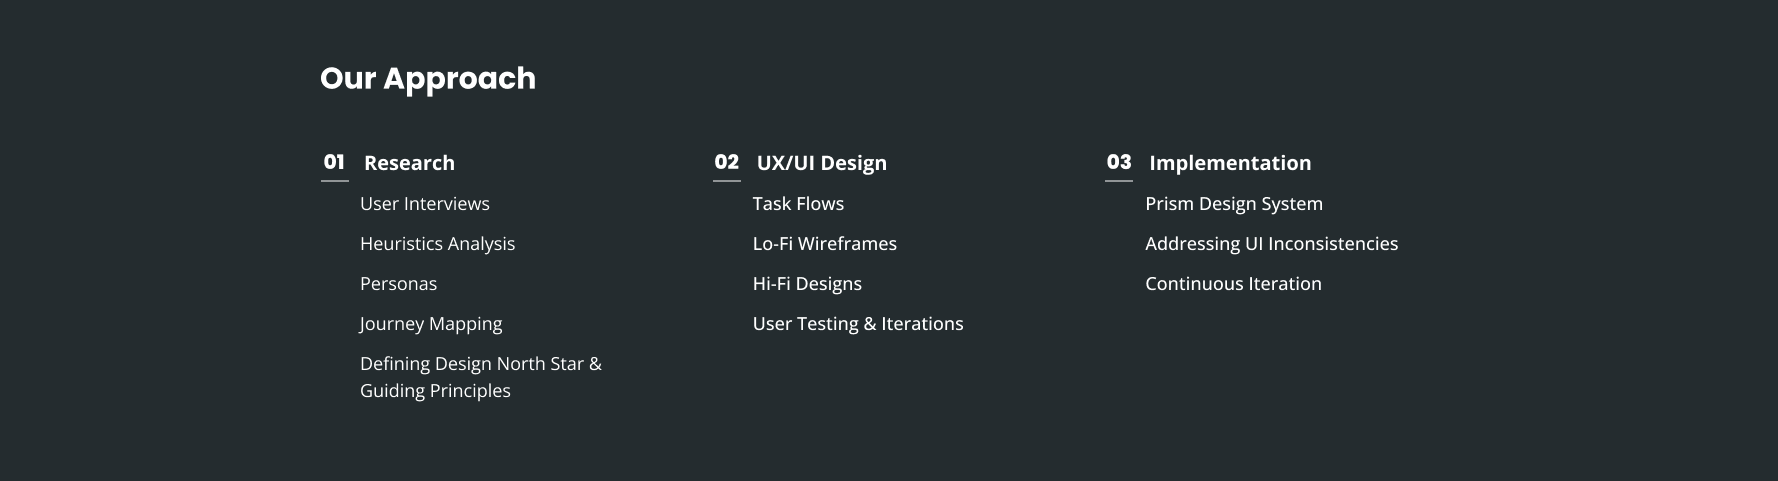 Our Approach
01 Research
User Interviews
Heuristics Analysis
Personas
Journey Mapping
Defining Design North Star &
Guiding Principles
02 UX/UI Design
Task Flows
Lo-Fi Wireframes
Hi-Fi Designs
User Testing & Iterations
03 Implementation
Prism Design System
Addressing UI Inconsistencies
Continuous Iteration